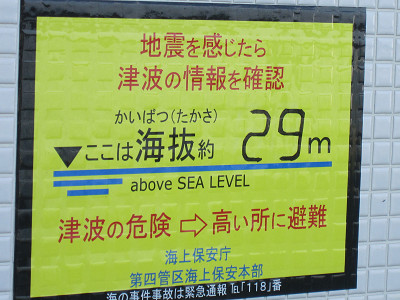 地震を感じたら
津波の情報を確認
かいばつ(たかさ)
▼ここは海抜約 29m
above SEA LEVEL
津波の危険 ⇨ 高い所に避難
海上保安庁
第四管区海上保安本部
海の事件事故は緊急通報℡「118」番